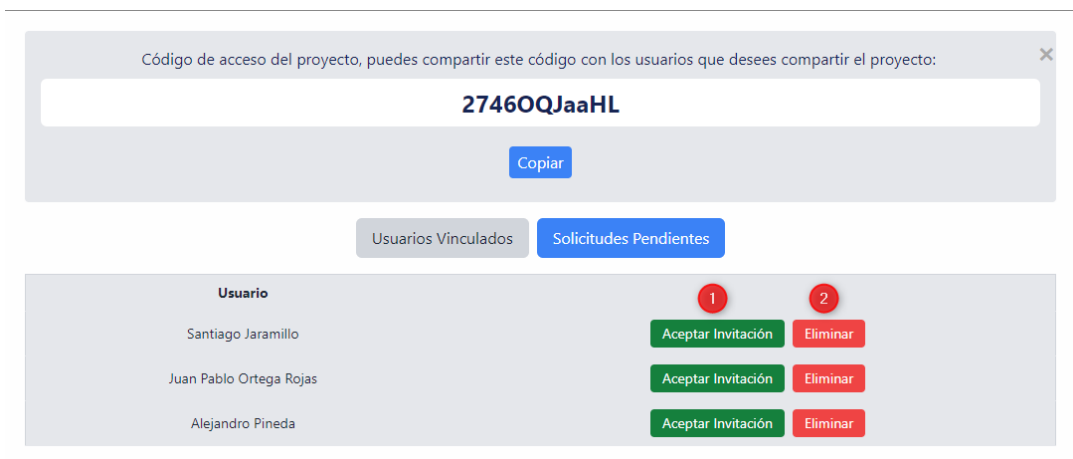 Código de acceso del proyecto, puedes compartir este código con los usuarios que desees compartir el proyecto:
×
2746OQJaaHL
Copiar
Usuarios Vinculados Solicitudes Pendientes
Usuario 1 2
Santiago Jaramillo Aceptar Invitación Eliminar
Juan Pablo Ortega Rojas Aceptar Invitación Eliminar
Alejandro Pineda Aceptar Invitación Eliminar